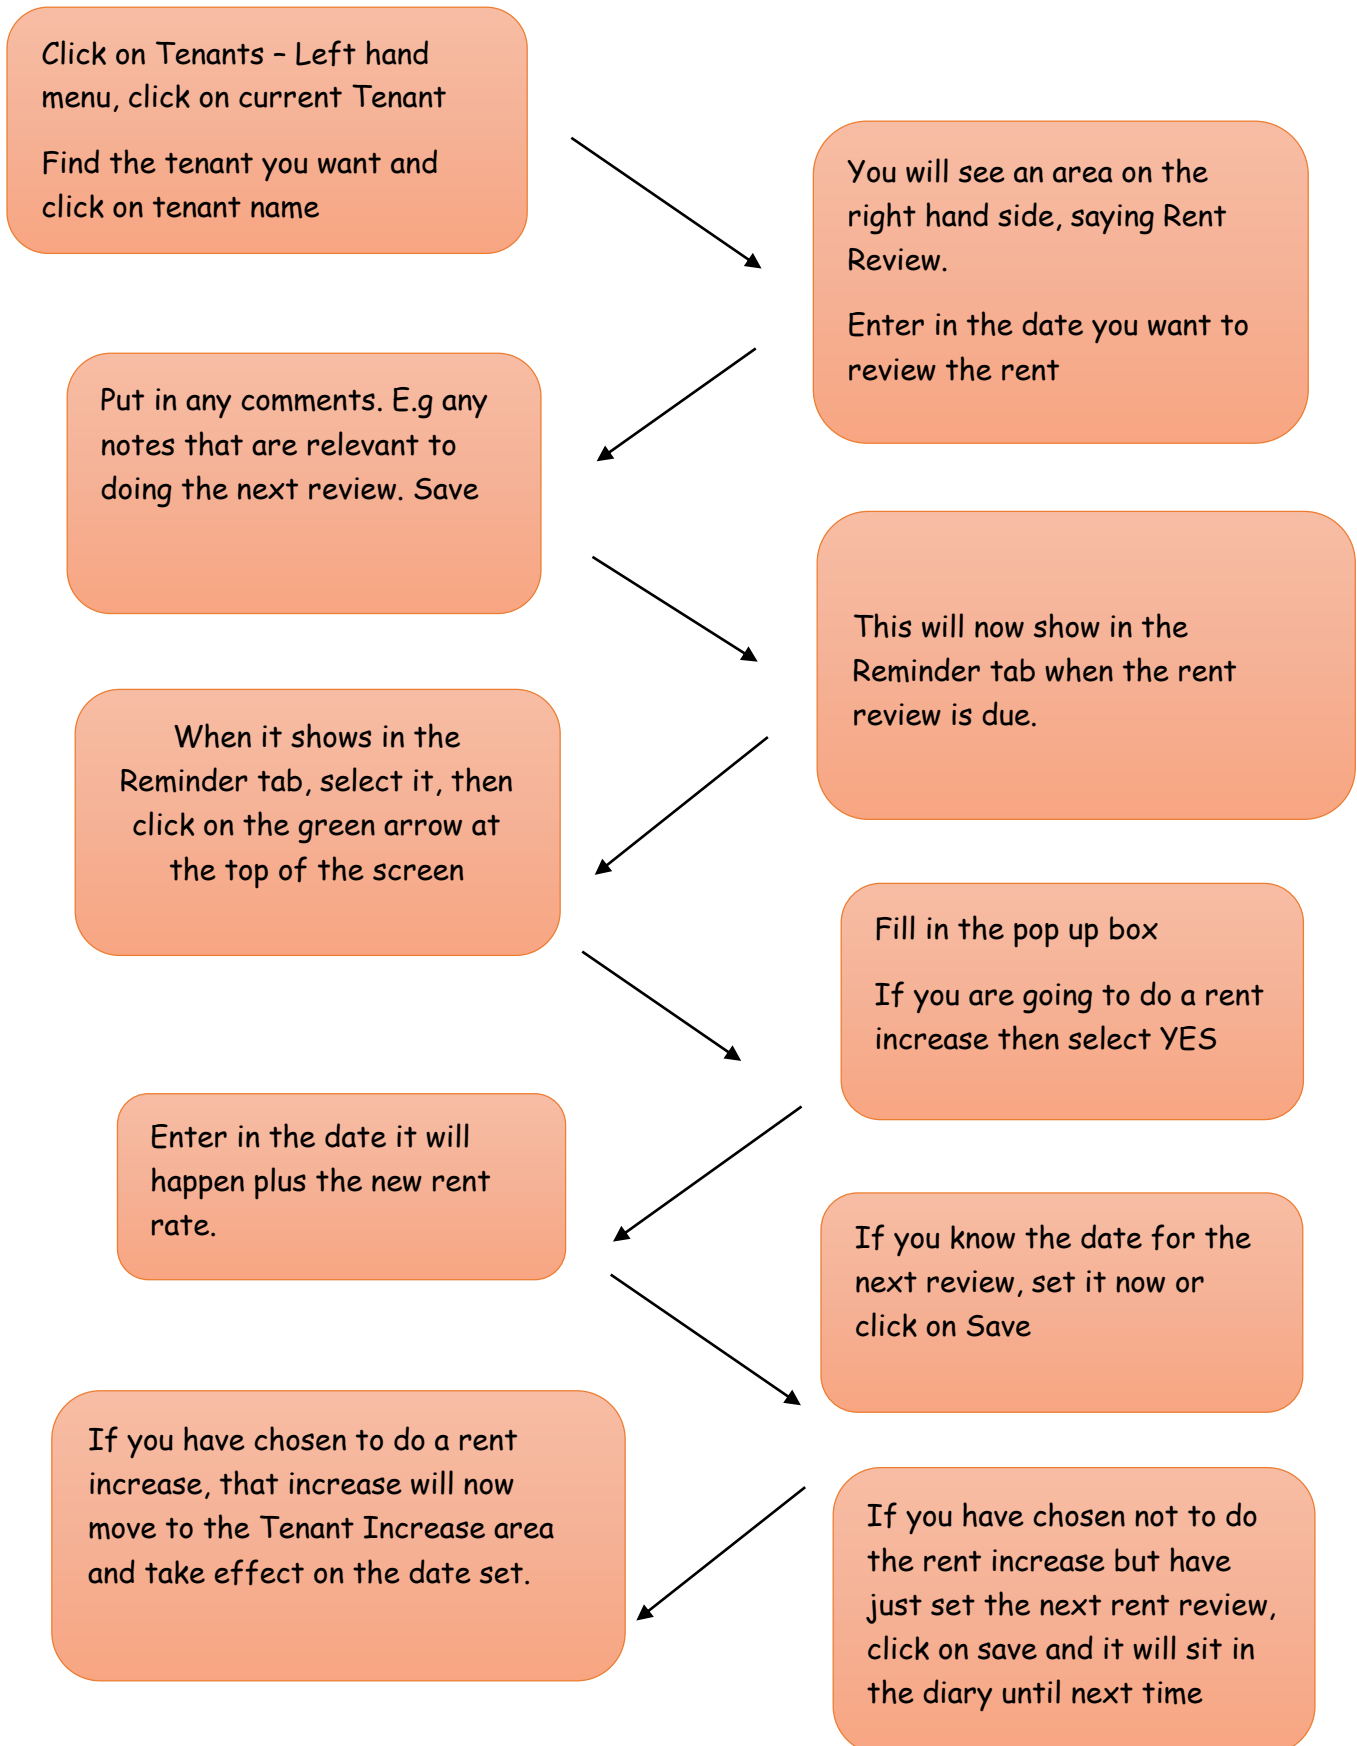 Click on Tenants – Left hand
menu, click on current Tenant
Find the tenant you want and
click on tenant name
You will see an area on the
right hand side, saying Rent
Review.
Enter in the date you want to
review the rent
Put in any comments. E.g any
notes that are relevant to
doing the next review. Save
This will now show in the
Reminder tab when the rent
review is due.
When it shows in the
Reminder tab, select it, then
click on the green arrow at
the top of the screen
Fill in the pop up box
If you are going to do a rent
increase then select YES
Enter in the date it will
happen plus the new rent
rate.
If you know the date for the
next review, set it now or
click on Save
If you have chosen to do a rent
increase, that increase will now
move to the Tenant Increase area
and take effect on the date set.
If you have chosen not to do
the rent increase but have
just set the next rent review,
click on save and it will sit in
the diary until next time